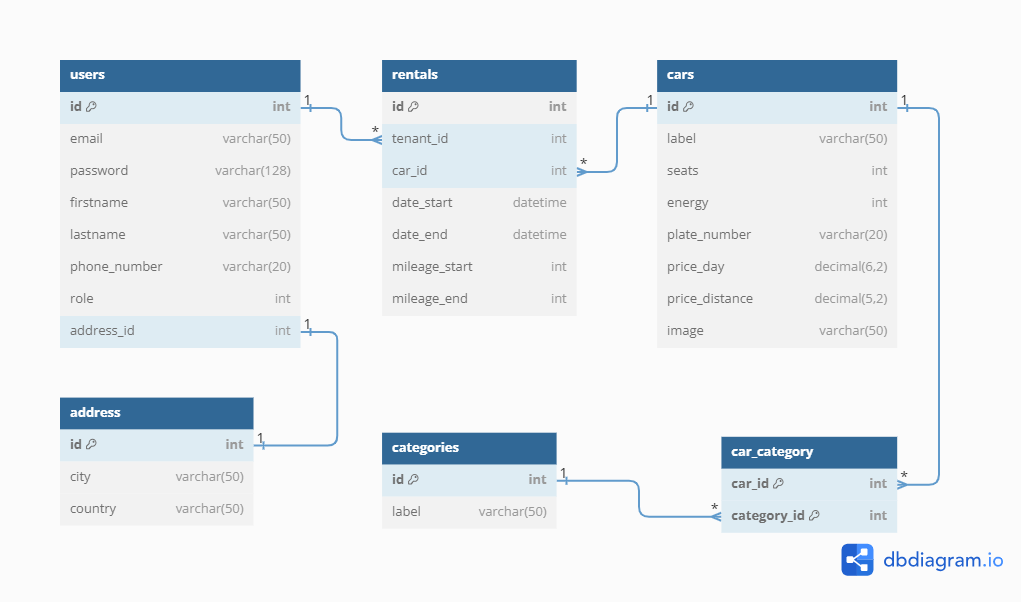 users
id int
email varchar(50)
password varchar(128)
firstname varchar(50)
lastname varchar(50)
phone_number varchar(20)
role int
address_id int
1
*
1
rentals
id int
tenant_id int
car_id int
date_start datetime
date_end datetime
mileage_start int
mileage_end int
*
1
cars
id int
label varchar(50)
seats int
energy int
plate_number varchar(20)
price_day decimal(6,2)
price_distance decimal(5,2)
image varchar(50)
1
address
id int
city varchar(50)
country varchar(50)
1
categories
id int
label varchar(50)
1
*
car_category
car_id int
category_id int
*
dbdiagram.io